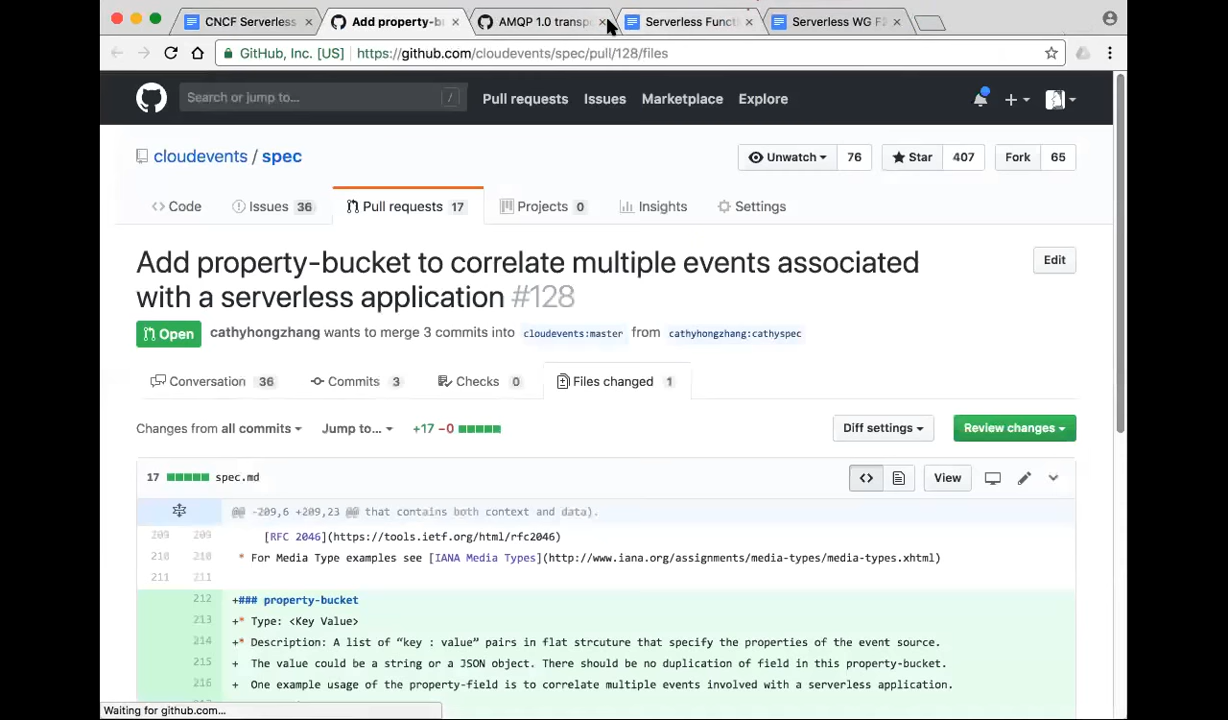 CNCF Serverless
Add property-b
AMQP 1.0 transp
Serverless Funct
Serverless WG F2
GitHub, Inc. [US] https://github.com/cloudevents/spec/pull/128/files
Search or jump to... /
Pull requests Issues Marketplace Explore
cloudevents / spec
Unwatch 76 Star 407 Fork 65
<> Code Issues 36 Pull requests 17 Projects 0 Insights Settings
Add property-bucket to correlate multiple events associated
with a serverless application #128
Edit
Open cathyhongzhang wants to merge 3 commits into cloudevents:master from cathyhongzhang:cathyspec
Conversation 36 Commits 3 Checks 0 Files changed 1
Changes from all commits Jump to... +17 −0
Diff settings Review changes
17 spec.md
<> View
@@ -209,6 +209,23 @@ that contains both context and data).
209 209 [RFC 2046](https://tools.ietf.org/html/rfc2046)
210 210 * For Media Type examples see [IANA Media Types](http://www.iana.org/assignments/media-types/media-types.xhtml)
211 211
212 +### property-bucket
213 +* Type: <Key Value>
214 +* Description: A list of “key : value” pairs in flat strcuture that specify the properties of the event source.
215 + The value could be a string or a JSON object. There should be no duplication of field in this property-bucket.
216 + One example usage of the property-field is to correlate multiple events involved with a serverless application.
Waiting for github.com...